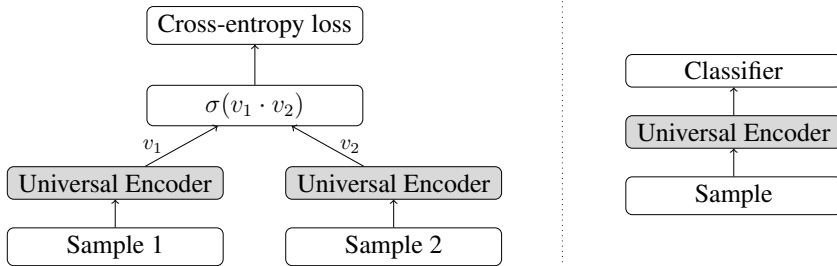 Cross-entropy loss
σ(v₁ · v₂)
v₁
v₂
Universal Encoder
Universal Encoder
Sample 1
Sample 2
Classifier
Universal Encoder
Sample